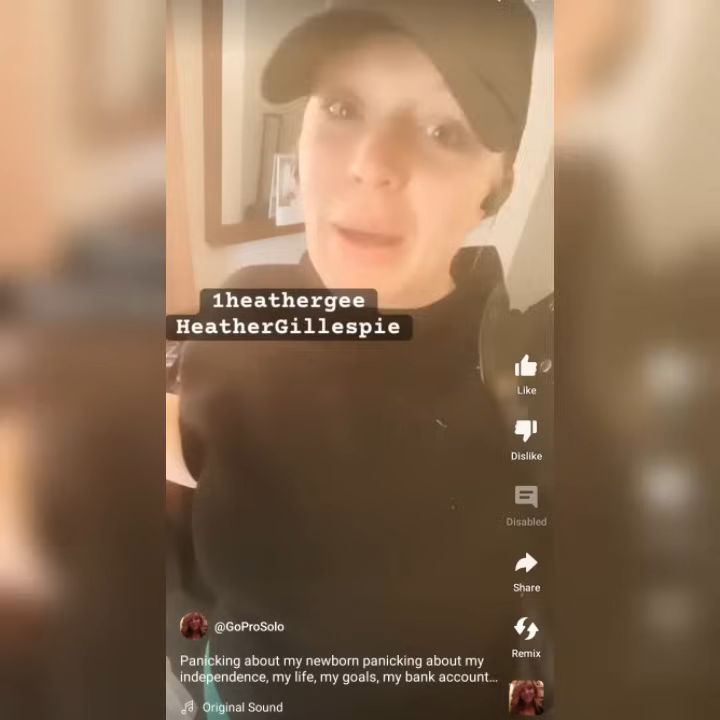 1heathergee
HeatherGillespie
Like
Dislike
Disabled
Share
Remix
@GoProSolo
Panicking about my newborn panicking about my
independence, my life, my goals, my bank account...
Original Sound